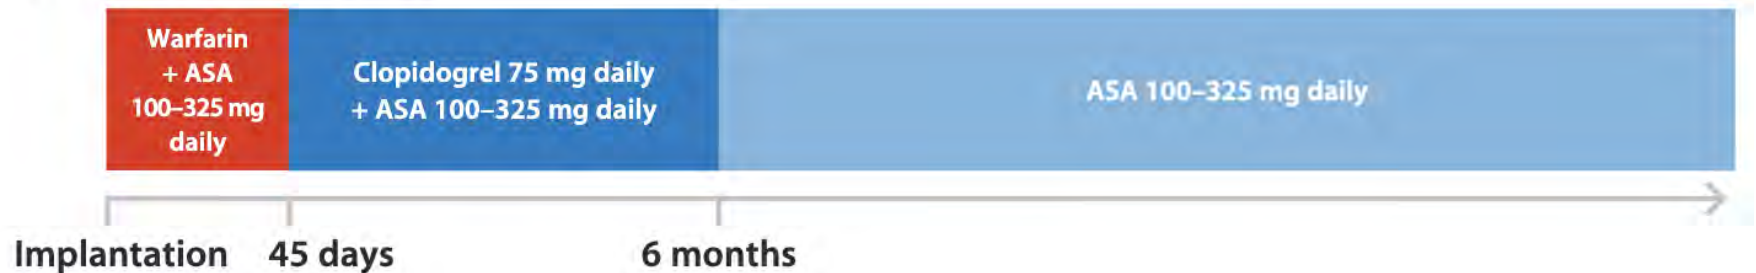 Warfarin
+ ASA
100–325 mg
daily
Clopidogrel 75 mg daily
+ ASA 100–325 mg daily
ASA 100–325 mg daily
Implantation
45 days
6 months